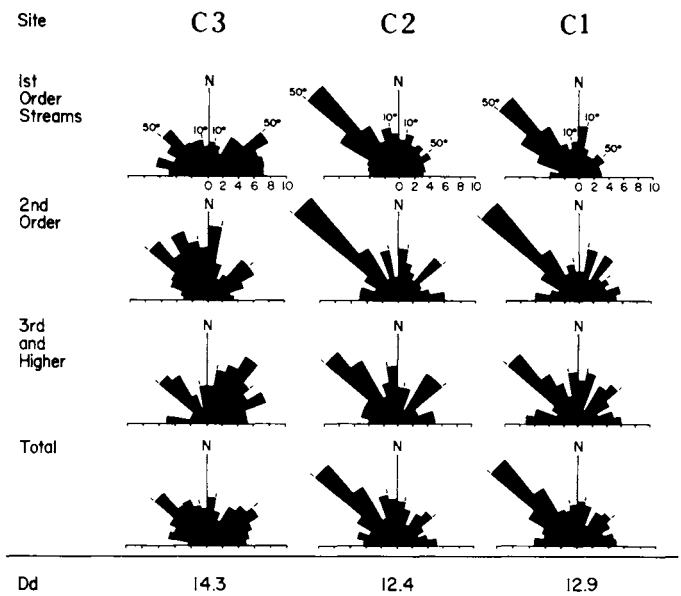 Site C3 C2 C1
1st Order Streams
N N N
50° 10° 10° 50°
50° 10° 10° 50°
50° 10° 10° 50°
0 2 4 6 8 10 0 2 4 6 8 10 0 2 4 6 8 10
2nd Order
N N N
3rd and Higher
N N N
Total
N N N
Dd 14.3 12.4 12.9